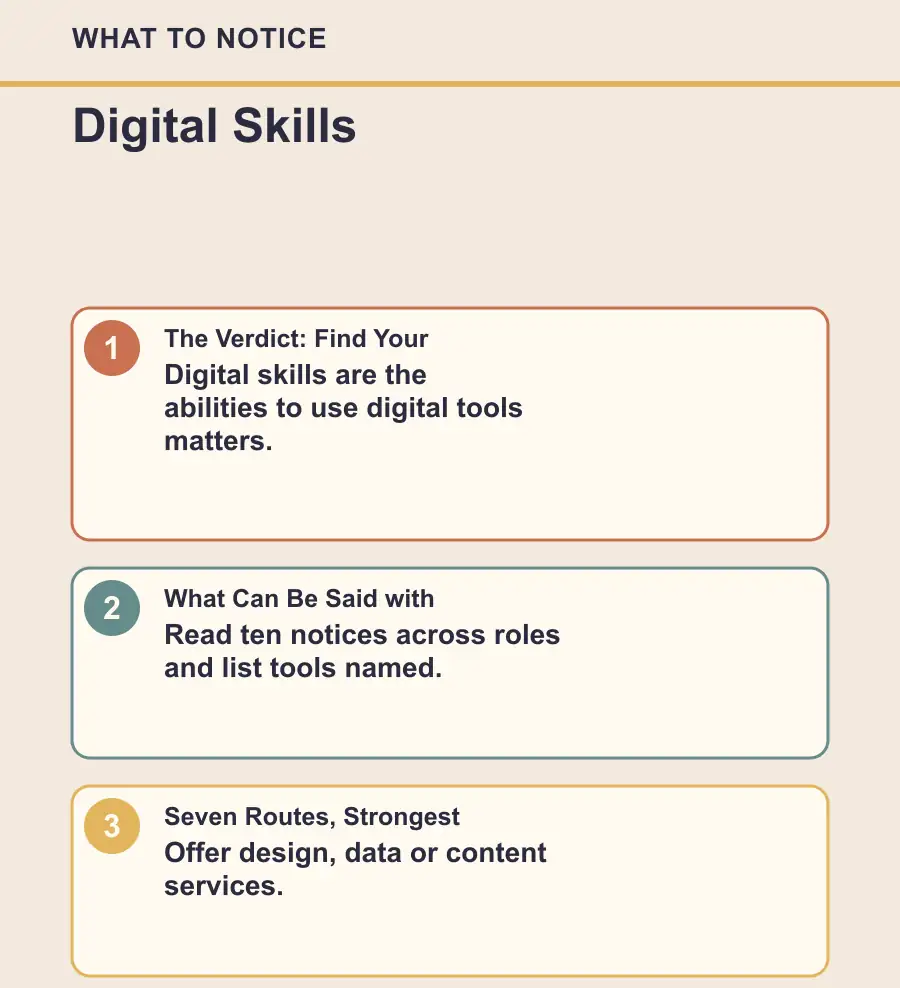 WHAT TO NOTICE
Digital Skills
1
The Verdict: Find Your
Digital skills are the
abilities to use digital tools
matters.
2
What Can Be Said with
Read ten notices across roles
and list tools named.
3
Seven Routes, Strongest
Offer design, data or content
services.